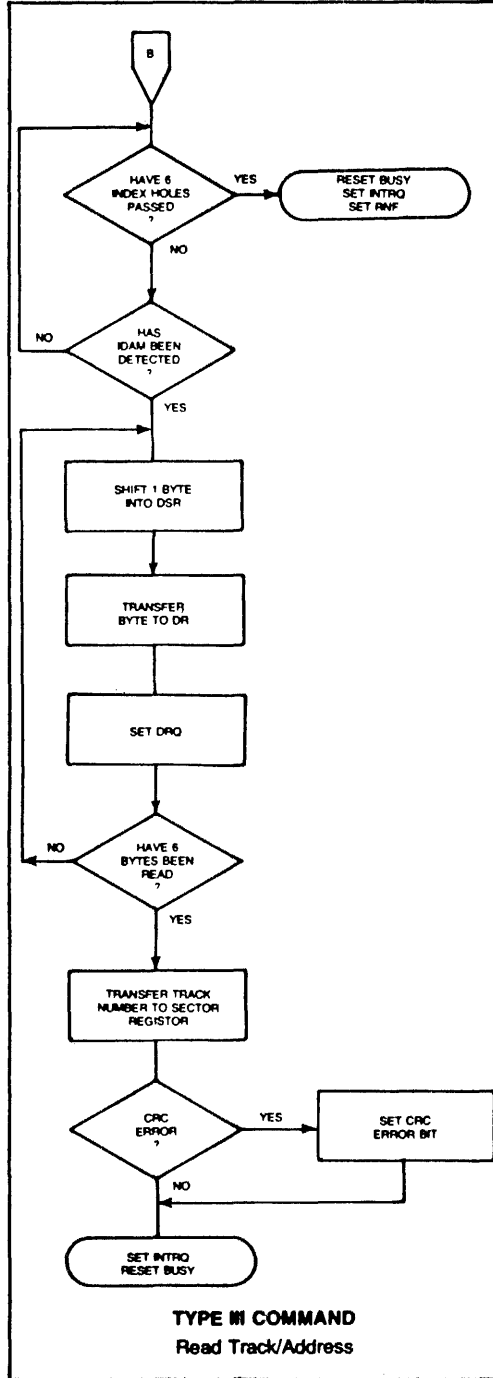 B
HAVE 6
INDEX HOLES
PASSED
?
YES
RESET BUSY
SET INTRQ
SET RNF
NO
NO
HAS
IDAM BEEN
DETECTED
?
YES
SHIFT 1 BYTE
INTO DSR
TRANSFER
BYTE TO DR
SET DRQ
NO
HAVE 6
BYTES BEEN
READ
?
YES
TRANSFER TRACK
NUMBER TO SECTOR
REGISTOR
CRC
ERROR
?
YES
SET CRC
ERROR BIT
NO
SET INTRQ
RESET BUSY
TYPE III COMMAND
Read Track/Address